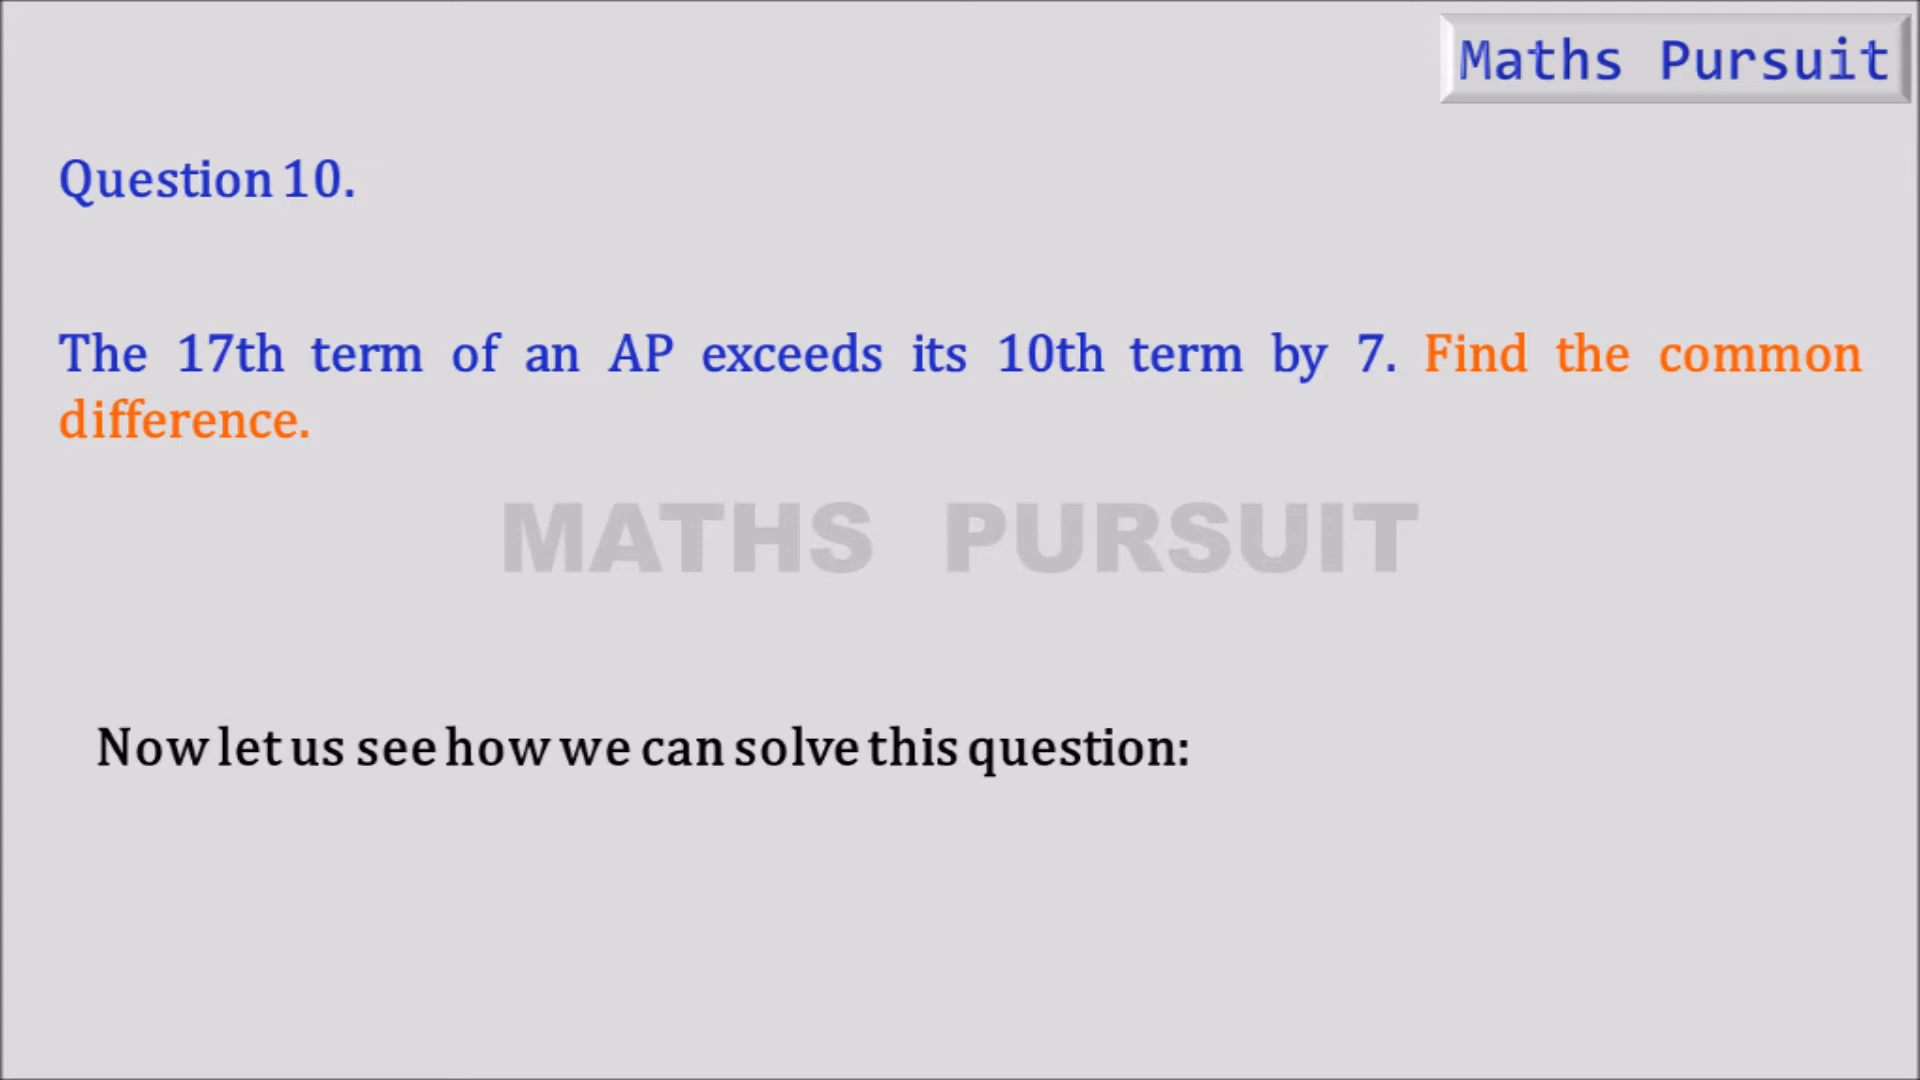 Maths Pursuit
Question 10.
The 17th term of an AP exceeds its 10th term by 7. Find the common
difference.
MATHS PURSUIT
Now let us see how we can solve this question: